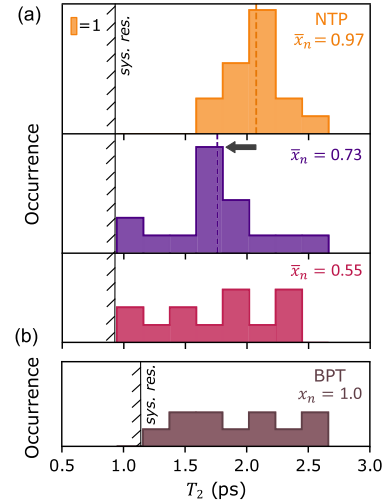 (a)
=1
sys. res.
NTP
x̄ₙ = 0.97
Occurrence
x̄ₙ = 0.73
x̄ₙ = 0.55
(b)
Occurrence
sys. res.
BPT
xₙ = 1.0
0.5 1.0 1.5 2.0 2.5 3.0
T₂ (ps)